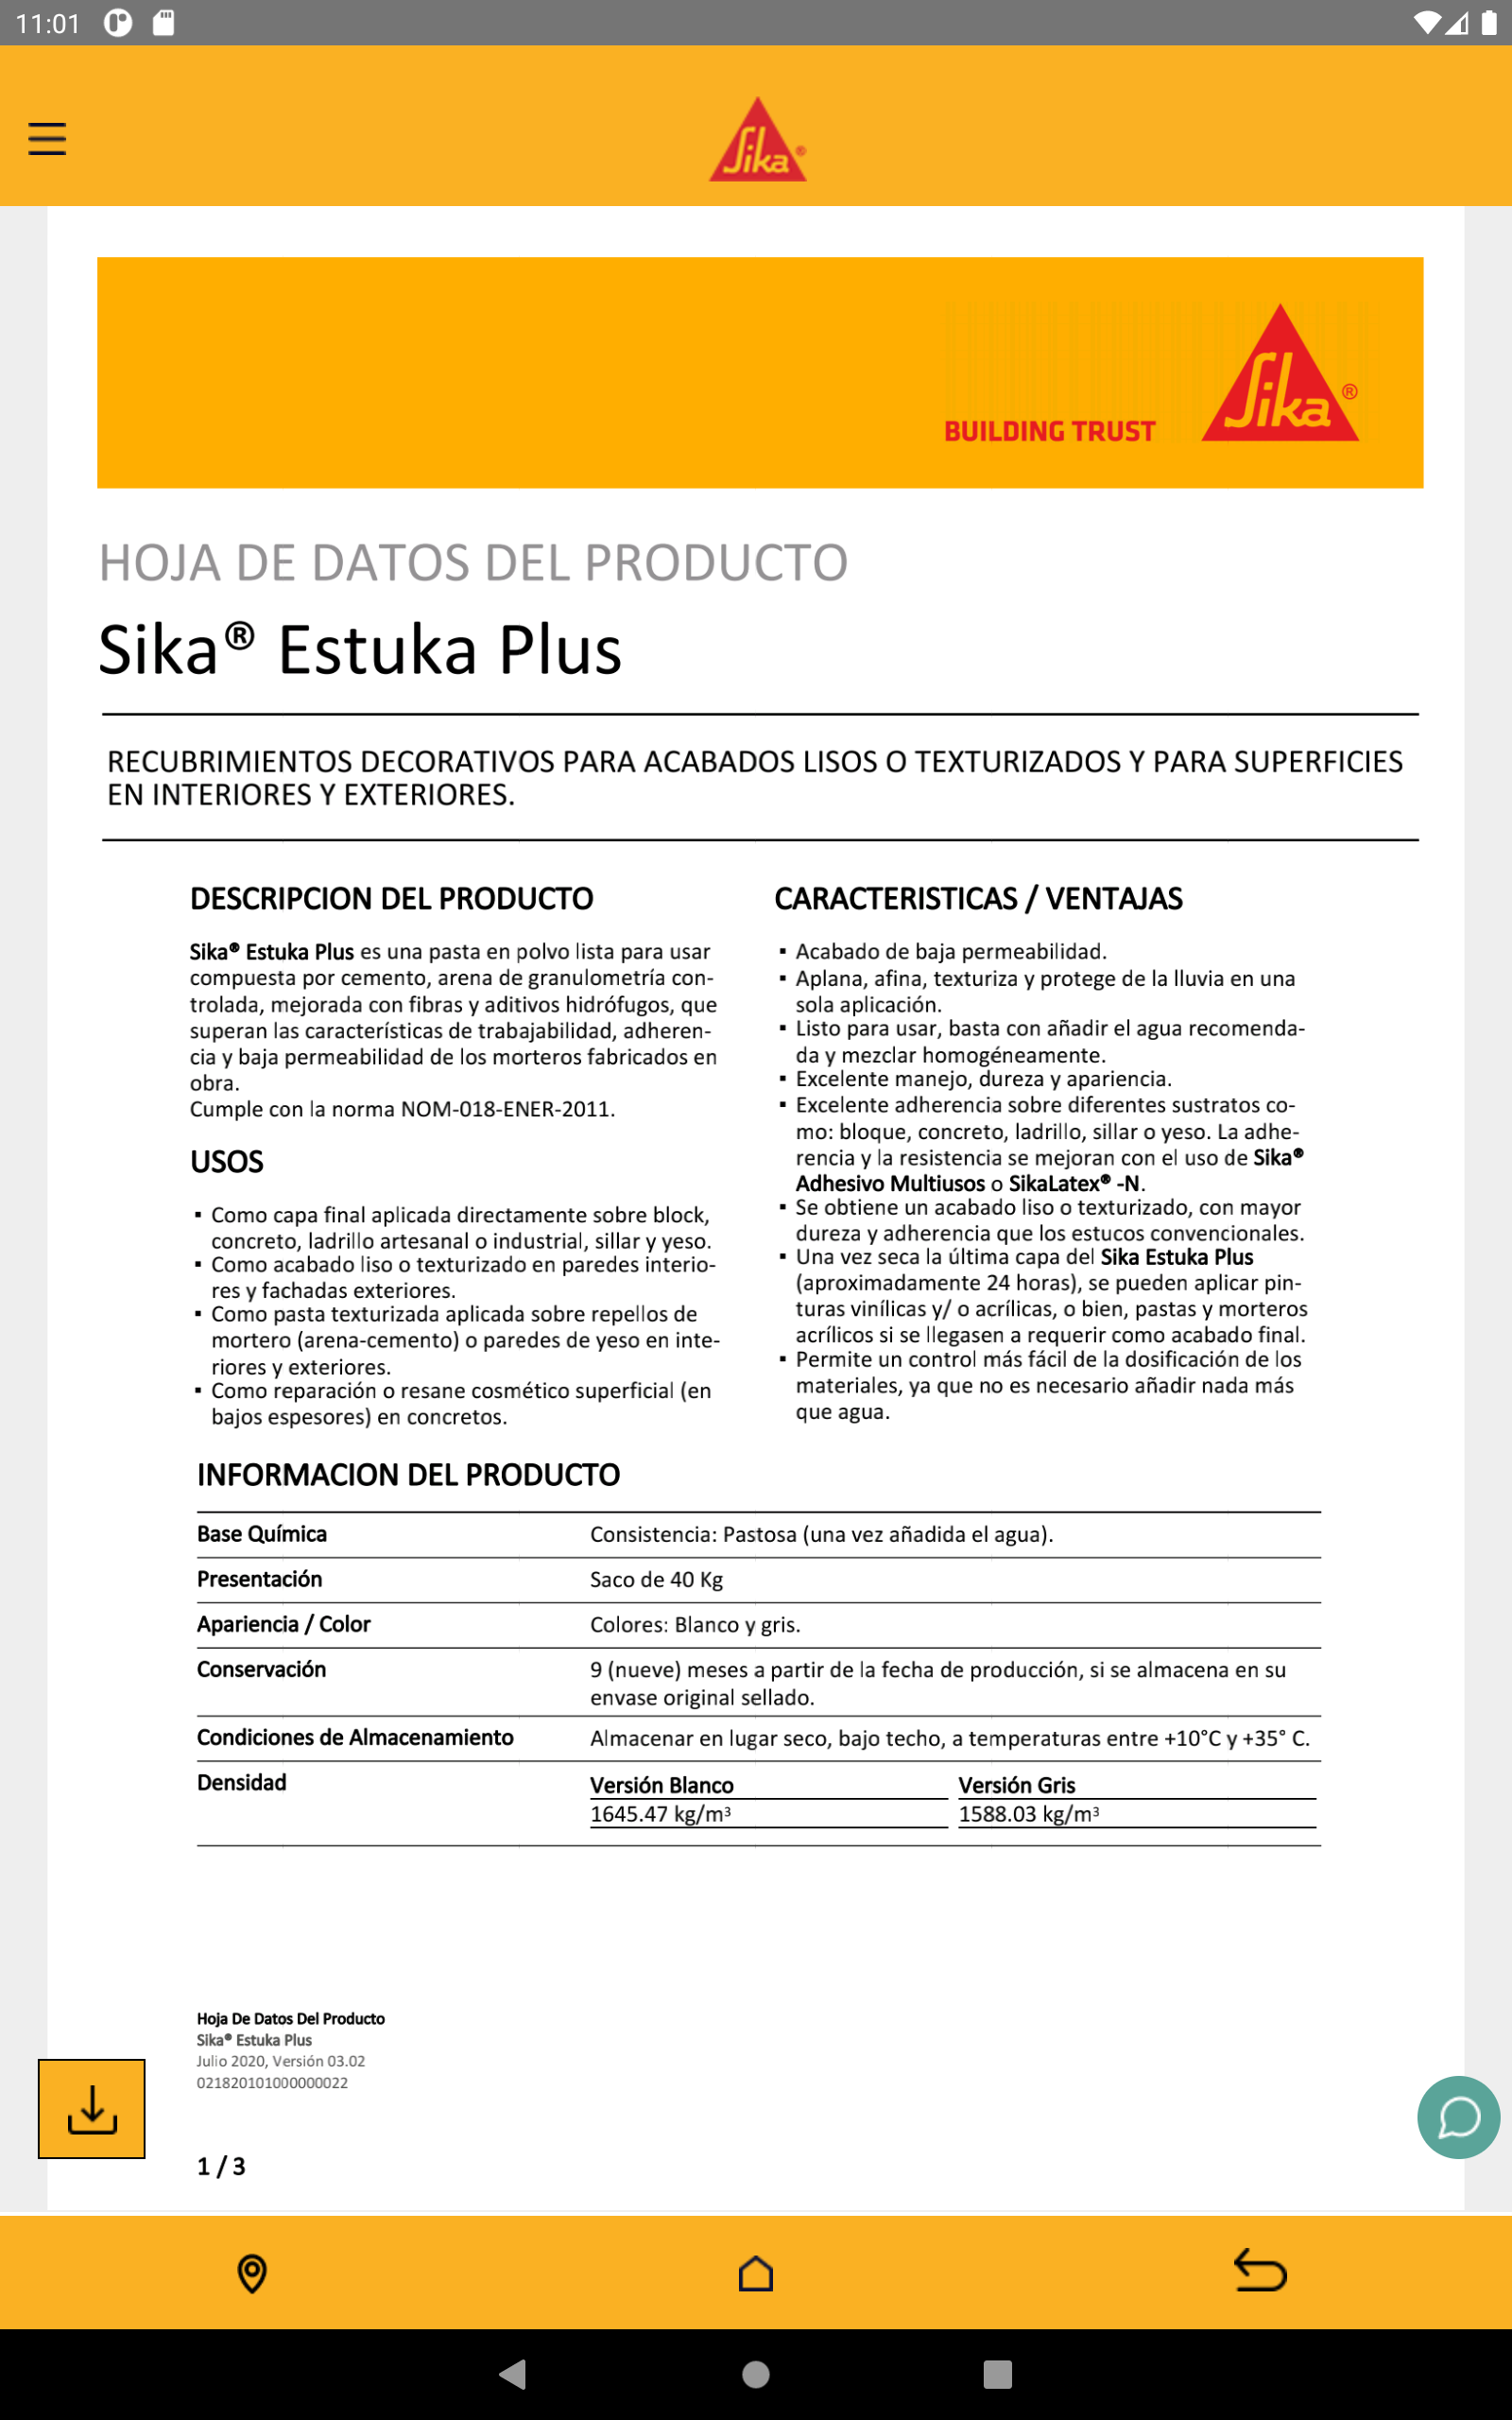 11:01
Sika®
BUILDING TRUST
Sika®
HOJA DE DATOS DEL PRODUCTO
Sika® Estuka Plus
RECUBRIMIENTOS DECORATIVOS PARA ACABADOS LISOS O TEXTURIZADOS Y PARA SUPERFICIES
EN INTERIORES Y EXTERIORES.
DESCRIPCION DEL PRODUCTO
Sika® Estuka Plus es una pasta en polvo lista para usar
compuesta por cemento, arena de granulometría con-
trolada, mejorada con fibras y aditivos hidrófugos, que
superan las características de trabajabilidad, adheren-
cia y baja permeabilidad de los morteros fabricados en
obra.
Cumple con la norma NOM-018-ENER-2011.
USOS
▪ Como capa final aplicada directamente sobre block,
concreto, ladrillo artesanal o industrial, sillar y yeso.
▪ Como acabado liso o texturizado en paredes interio-
res y fachadas exteriores.
▪ Como pasta texturizada aplicada sobre repellos de
mortero (arena-cemento) o paredes de yeso en inte-
riores y exteriores.
▪ Como reparación o resane cosmético superficial (en
bajos espesores) en concretos.
CARACTERISTICAS / VENTAJAS
▪ Acabado de baja permeabilidad.
▪ Aplana, afina, texturiza y protege de la lluvia en una
sola aplicación.
▪ Listo para usar, basta con añadir el agua recomenda-
da y mezclar homogéneamente.
▪ Excelente manejo, dureza y apariencia.
▪ Excelente adherencia sobre diferentes sustratos co-
mo: bloque, concreto, ladrillo, sillar o yeso. La adhe-
rencia y la resistencia se mejoran con el uso de Sika®
Adhesivo Multiusos o SikaLatex® -N.
▪ Se obtiene un acabado liso o texturizado, con mayor
dureza y adherencia que los estucos convencionales.
▪ Una vez seca la última capa del Sika Estuka Plus
(aproximadamente 24 horas), se pueden aplicar pin-
turas vinílicas y/ o acrílicas, o bien, pastas y morteros
acrílicos si se llegasen a requerir como acabado final.
▪ Permite un control más fácil de la dosificación de los
materiales, ya que no es necesario añadir nada más
que agua.
INFORMACION DEL PRODUCTO
Base Química Consistencia: Pastosa (una vez añadida el agua).
Presentación Saco de 40 Kg
Apariencia / Color Colores: Blanco y gris.
Conservación 9 (nueve) meses a partir de la fecha de producción, si se almacena en su
envase original sellado.
Condiciones de Almacenamiento Almacenar en lugar seco, bajo techo, a temperaturas entre +10°C y +35° C.
Densidad Versión Blanco Versión Gris
1645.47 kg/m³ 1588.03 kg/m³
Hoja De Datos Del Producto
Sika® Estuka Plus
Julio 2020, Versión 03.02
021820101000000022
1 / 3